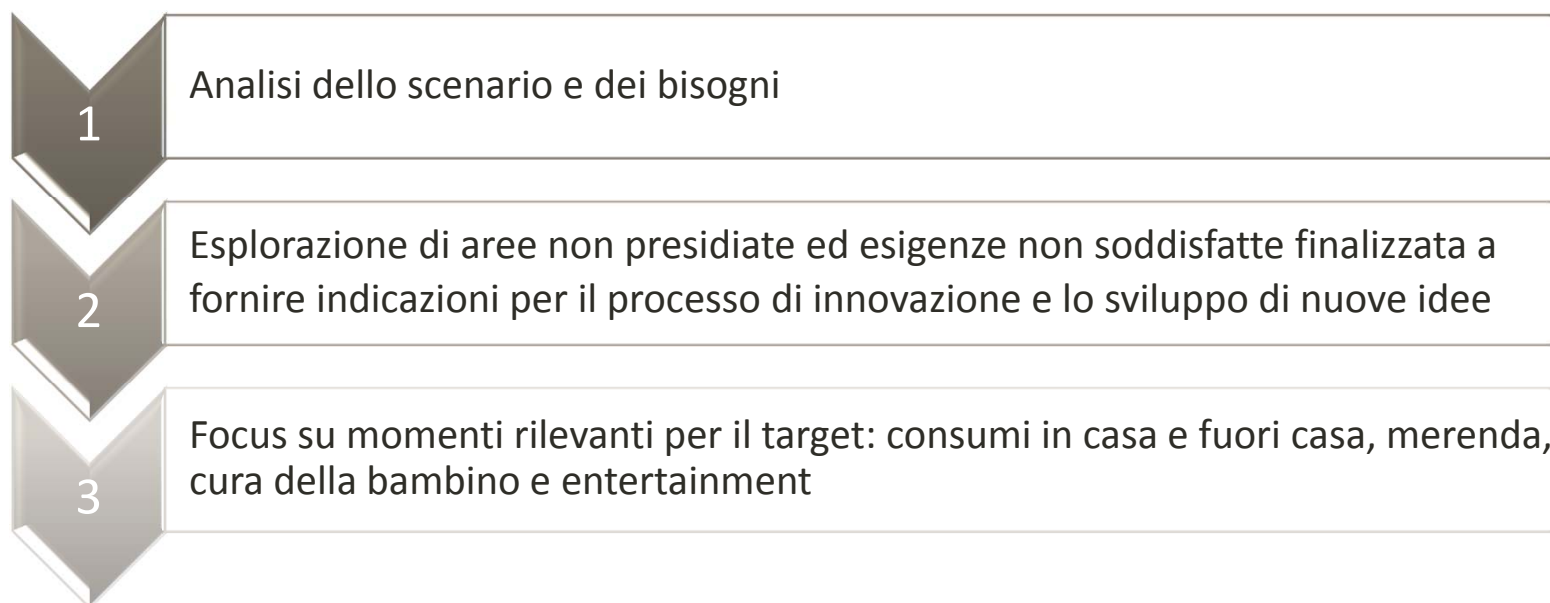 1
Analisi dello scenario e dei bisogni
2
Esplorazione di aree non presidiate ed esigenze non soddisfatte finalizzata a
fornire indicazioni per il processo di innovazione e lo sviluppo di nuove idee
3
Focus su momenti rilevanti per il target: consumi in casa e fuori casa, merenda,
cura della bambino e entertainment